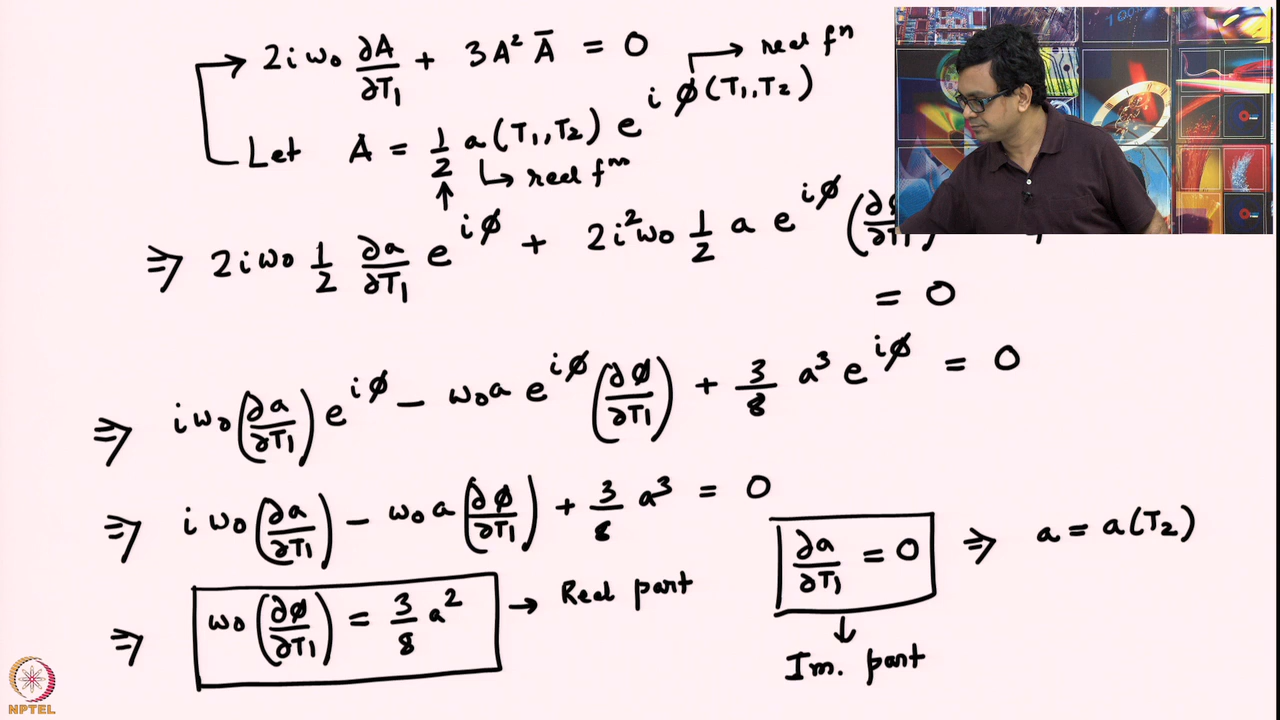 2iω₀ ∂A/∂T₁ + 3A² Ā = 0 → real fⁿ
Let A = 1/2 a(T₁,T₂) e^{iφ(T₁,T₂)}
↳ real fⁿ
⇒ 2iω₀ 1/2 ∂a/∂T₁ e^{iφ} + 2i²ω₀ 1/2 a e^{iφ} (
= 0
⇒ iω₀(∂a/∂T₁) e^{iφ} − ω₀a e^{iφ} (∂φ/∂T₁) + 3/8 a³ e^{iφ} = 0
⇒ iω₀(∂a/∂T₁) − ω₀a(∂φ/∂T₁) + 3/8 a³ = 0
∂a/∂T₁ = 0 ⇒ a = a(T₂)
⇒ ω₀(∂φ/∂T₁) = 3/8 a² → Real part
↓
Im. part
NPTEL